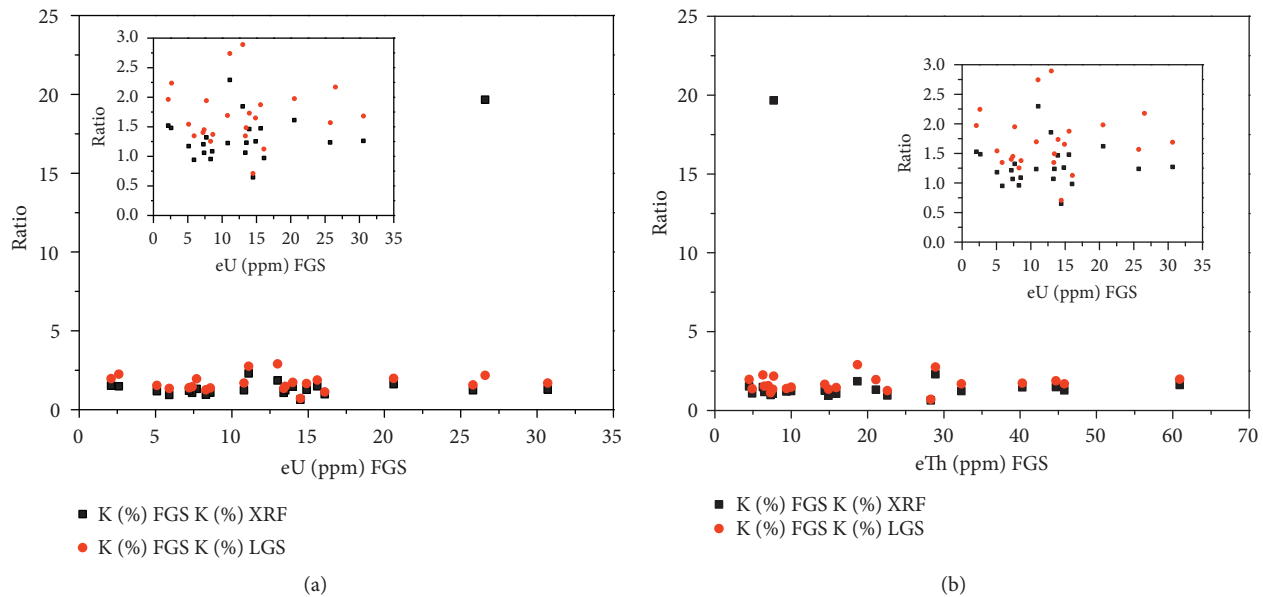 (a)
25
20
15
10
5
0
Ratio
0 5 10 15 20 25 30 35
eU (ppm) FGS
3.0
2.5
2.0
1.5
1.0
0.5
0.0
Ratio
0 5 10 15 20 25 30 35
eU (ppm) FGS
K (%) FGS K (%) XRF
K (%) FGS K (%) LGS
(a)
(b)
25
20
15
10
5
0
Ratio
0 10 20 30 40 50 60 70
eTh (ppm) FGS
3.0
2.5
2.0
1.5
1.0
0.5
0.0
Ratio
0 5 10 15 20 25 30 35
eU (ppm) FGS
K (%) FGS K (%) XRF
K (%) FGS K (%) LGS
(b)